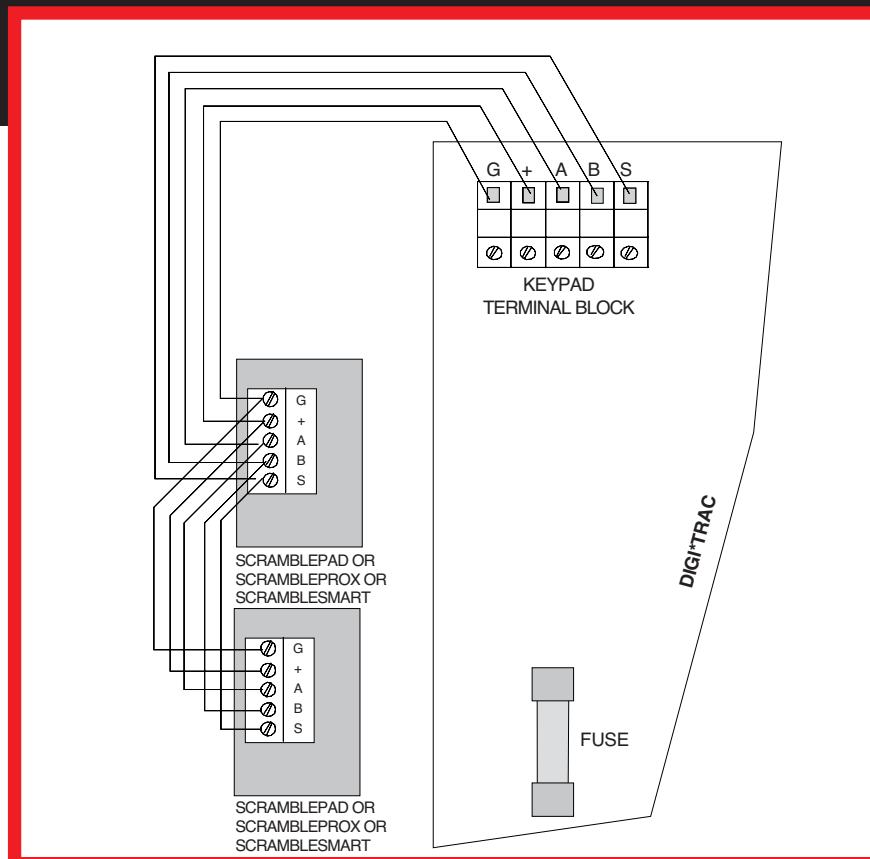 G + A B S
KEYPAD
TERMINAL BLOCK
G
+
A
B
S
SCRAMBLEPAD OR
SCRAMBLEPROX OR
SCRAMBLESMART
DIGI*TRAC
G
+
A
B
S
FUSE
SCRAMBLEPAD OR
SCRAMBLEPROX OR
SCRAMBLESMART